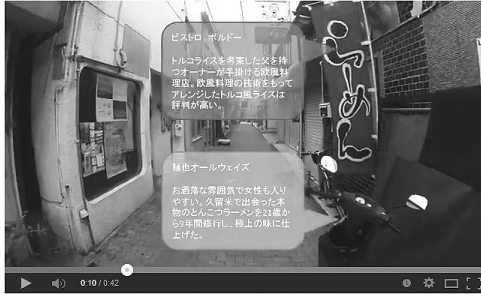 ビストロ ボルドー
トルコライスを考案した父を持
つオーナーが手掛ける欧風料
理店。欧風料理の技術をもって
アレンジしたトルコ風ライスは
評判が高い。
らーめん
麺也オールウェイズ
お洒落な雰囲気で女性も入り
やすい。久留米で出会った本
物のとんこつラーメンを21歳か
ら9年間修行し、極上の味に仕
上げた。
0:10 / 0:42